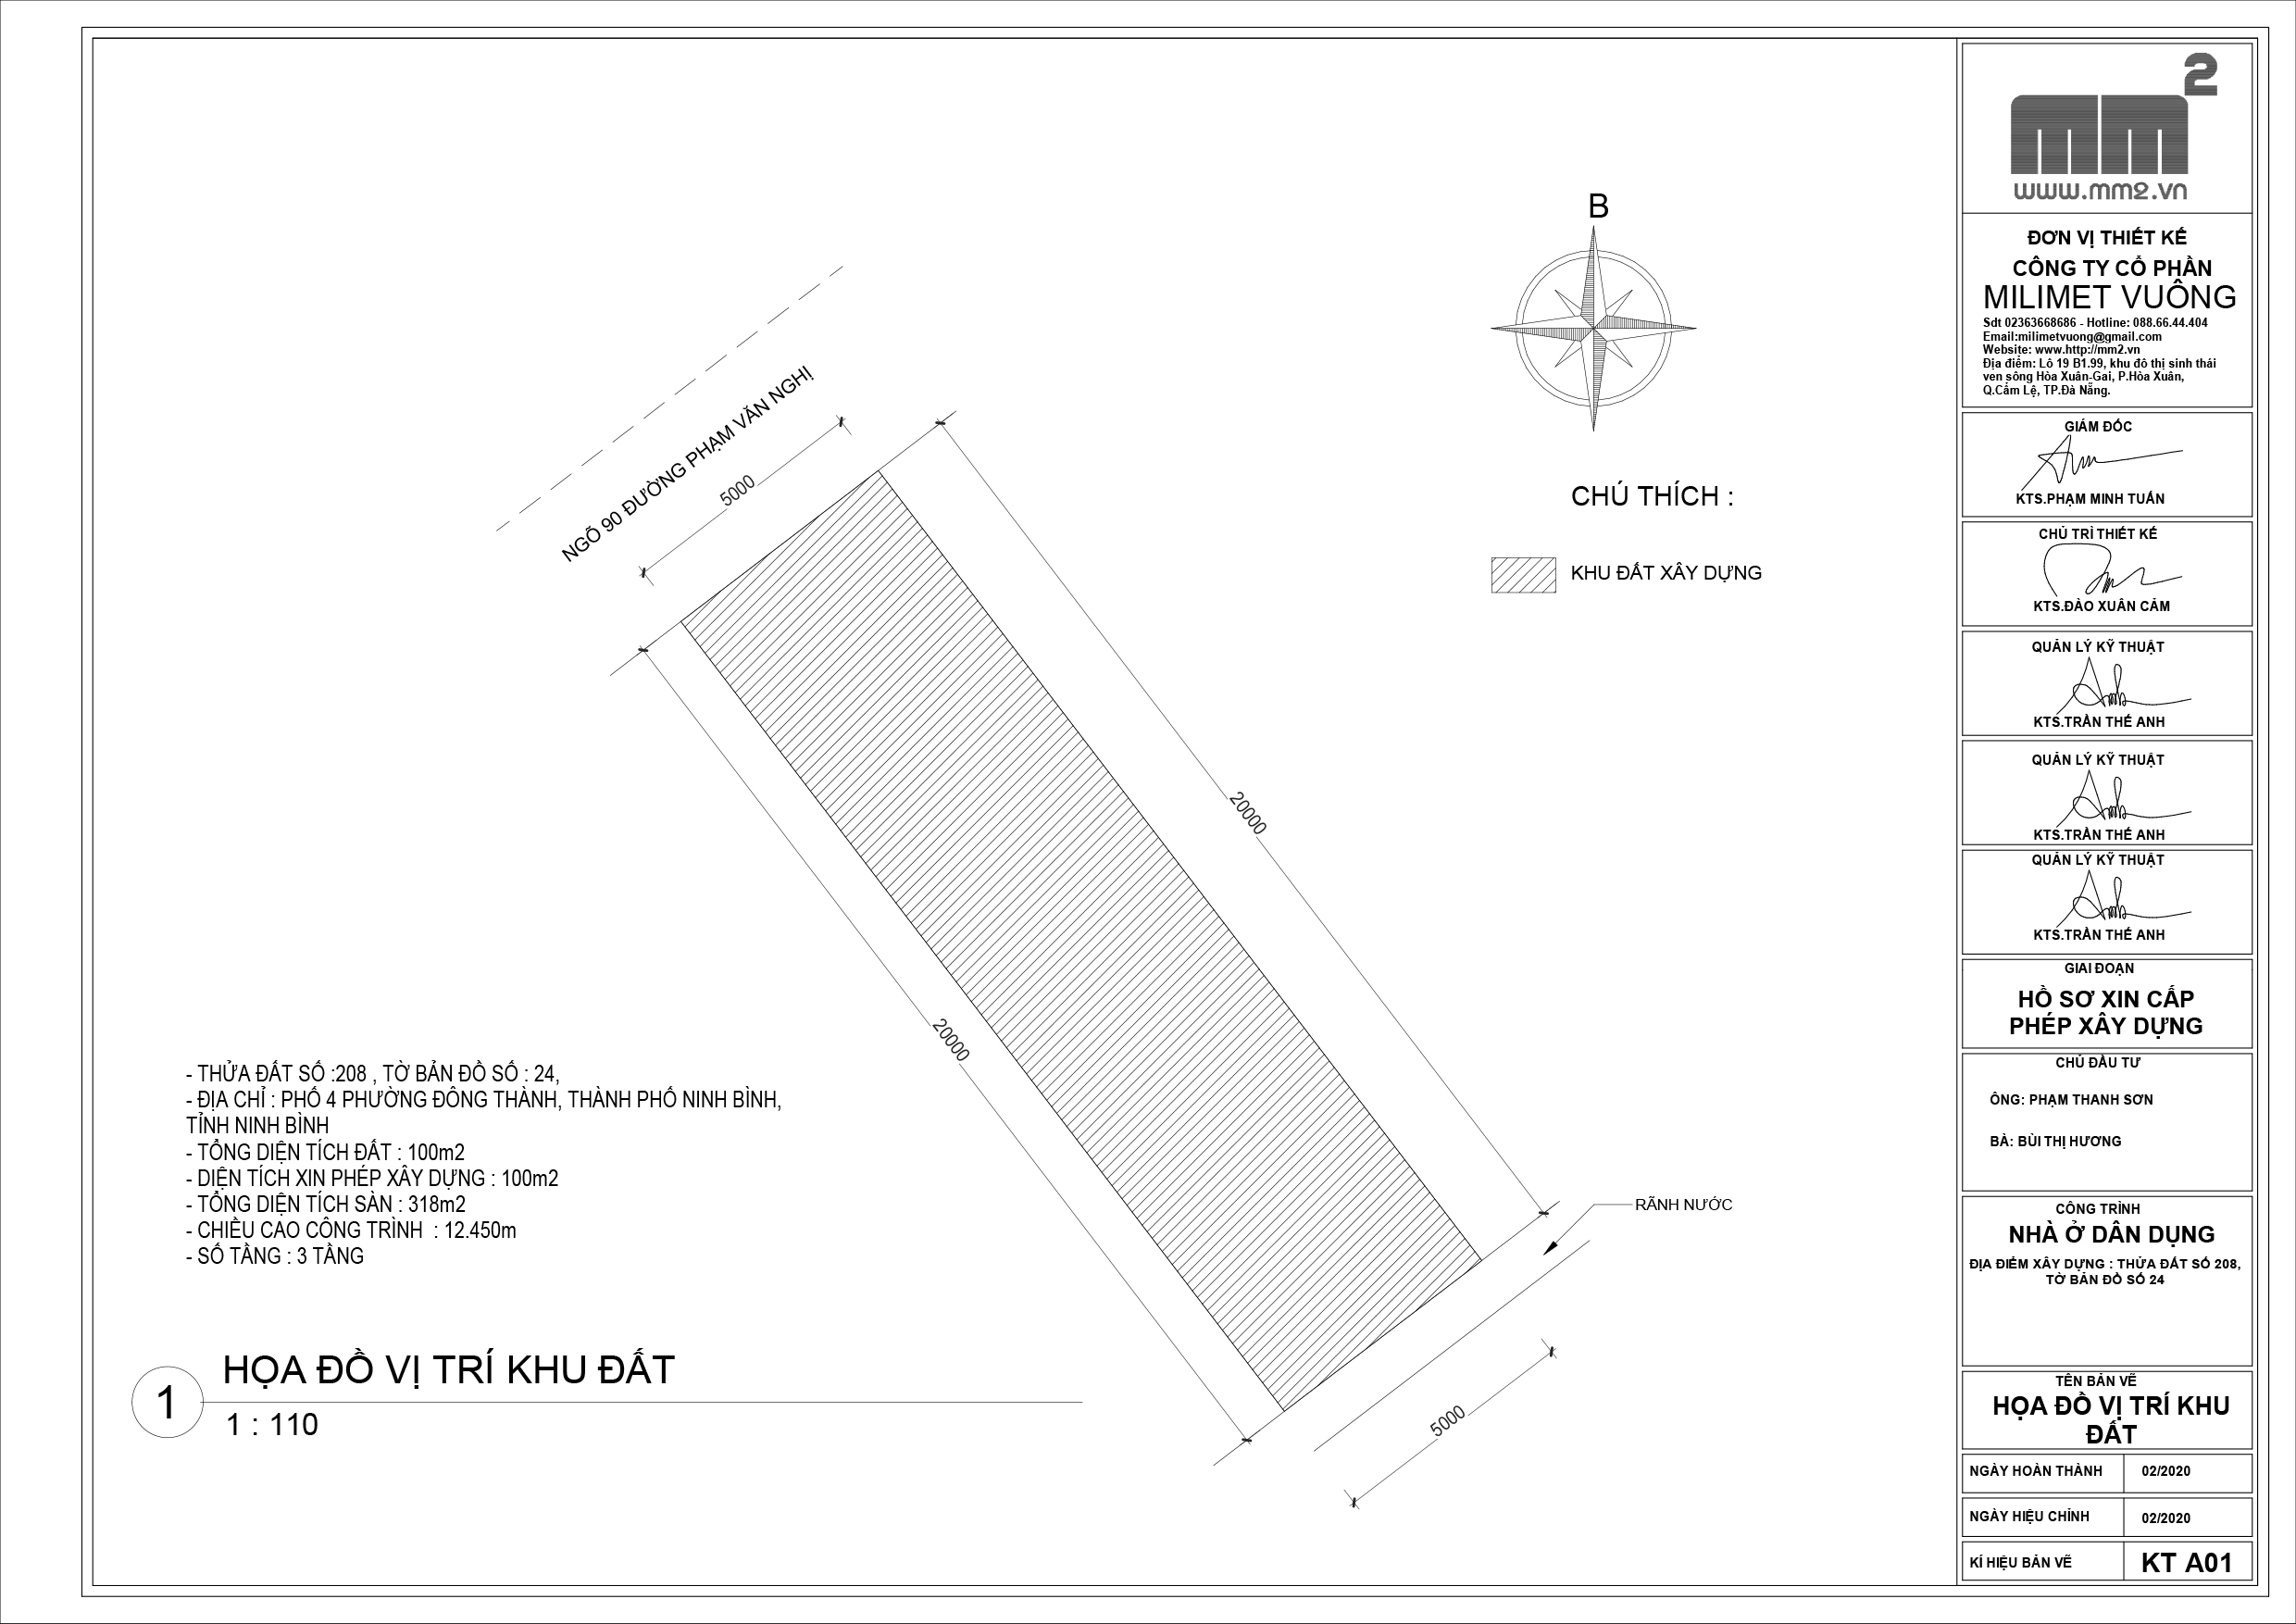 B
NGÕ 90 ĐƯỜNG PHẠM VĂN NGHỊ
5000
CHÚ THÍCH :
KHU ĐẤT XÂY DỰNG
20000
20000
RÃNH NƯỚC
5000
- THỬA ĐẤT SỐ :208 , TỜ BẢN ĐỒ SỐ : 24,
- ĐỊA CHỈ : PHỐ 4 PHƯỜNG ĐÔNG THÀNH, THÀNH PHỐ NINH BÌNH,
TỈNH NINH BÌNH
- TỔNG DIỆN TÍCH ĐẤT : 100m2
- DIỆN TÍCH XIN PHÉP XÂY DỰNG : 100m2
- TỔNG DIỆN TÍCH SÀN : 318m2
- CHIỀU CAO CÔNG TRÌNH : 12.450m
- SỐ TẦNG : 3 TẦNG
1
HỌA ĐỒ VỊ TRÍ KHU ĐẤT
1 : 110
mm2
www.mm2.vn
ĐƠN VỊ THIẾT KẾ
CÔNG TY CỔ PHẦN
MILIMET VUÔNG
Sdt 02363668686 - Hotline: 088.66.44.404
Email:milimetvuong@gmail.com
Website: www.http://mm2.vn
Địa điểm: Lô 19 B1.99, khu đô thị sinh thái
ven sông Hòa Xuân-Gai, P.Hòa Xuân,
Q.Cẩm Lệ, TP.Đà Nẵng.
GIÁM ĐỐC
KTS.PHẠM MINH TUẤN
CHỦ TRÌ THIẾT KẾ
KTS.ĐÀO XUÂN CẢM
QUẢN LÝ KỸ THUẬT
KTS.TRẦN THẾ ANH
QUẢN LÝ KỸ THUẬT
KTS.TRẦN THẾ ANH
QUẢN LÝ KỸ THUẬT
KTS.TRẦN THẾ ANH
GIAI ĐOẠN
HỒ SƠ XIN CẤP
PHÉP XÂY DỰNG
CHỦ ĐẦU TƯ
ÔNG: PHẠM THANH SƠN
BÀ: BÙI THỊ HƯƠNG
CÔNG TRÌNH
NHÀ Ở DÂN DỤNG
ĐỊA ĐIỂM XÂY DỰNG : THỬA ĐẤT SỐ 208,
TỜ BẢN ĐỒ SỐ 24
TÊN BẢN VẼ
HỌA ĐỒ VỊ TRÍ KHU
ĐẤT
NGÀY HOÀN THÀNH 02/2020
NGÀY HIỆU CHỈNH 02/2020
KÍ HIỆU BẢN VẼ KT A01